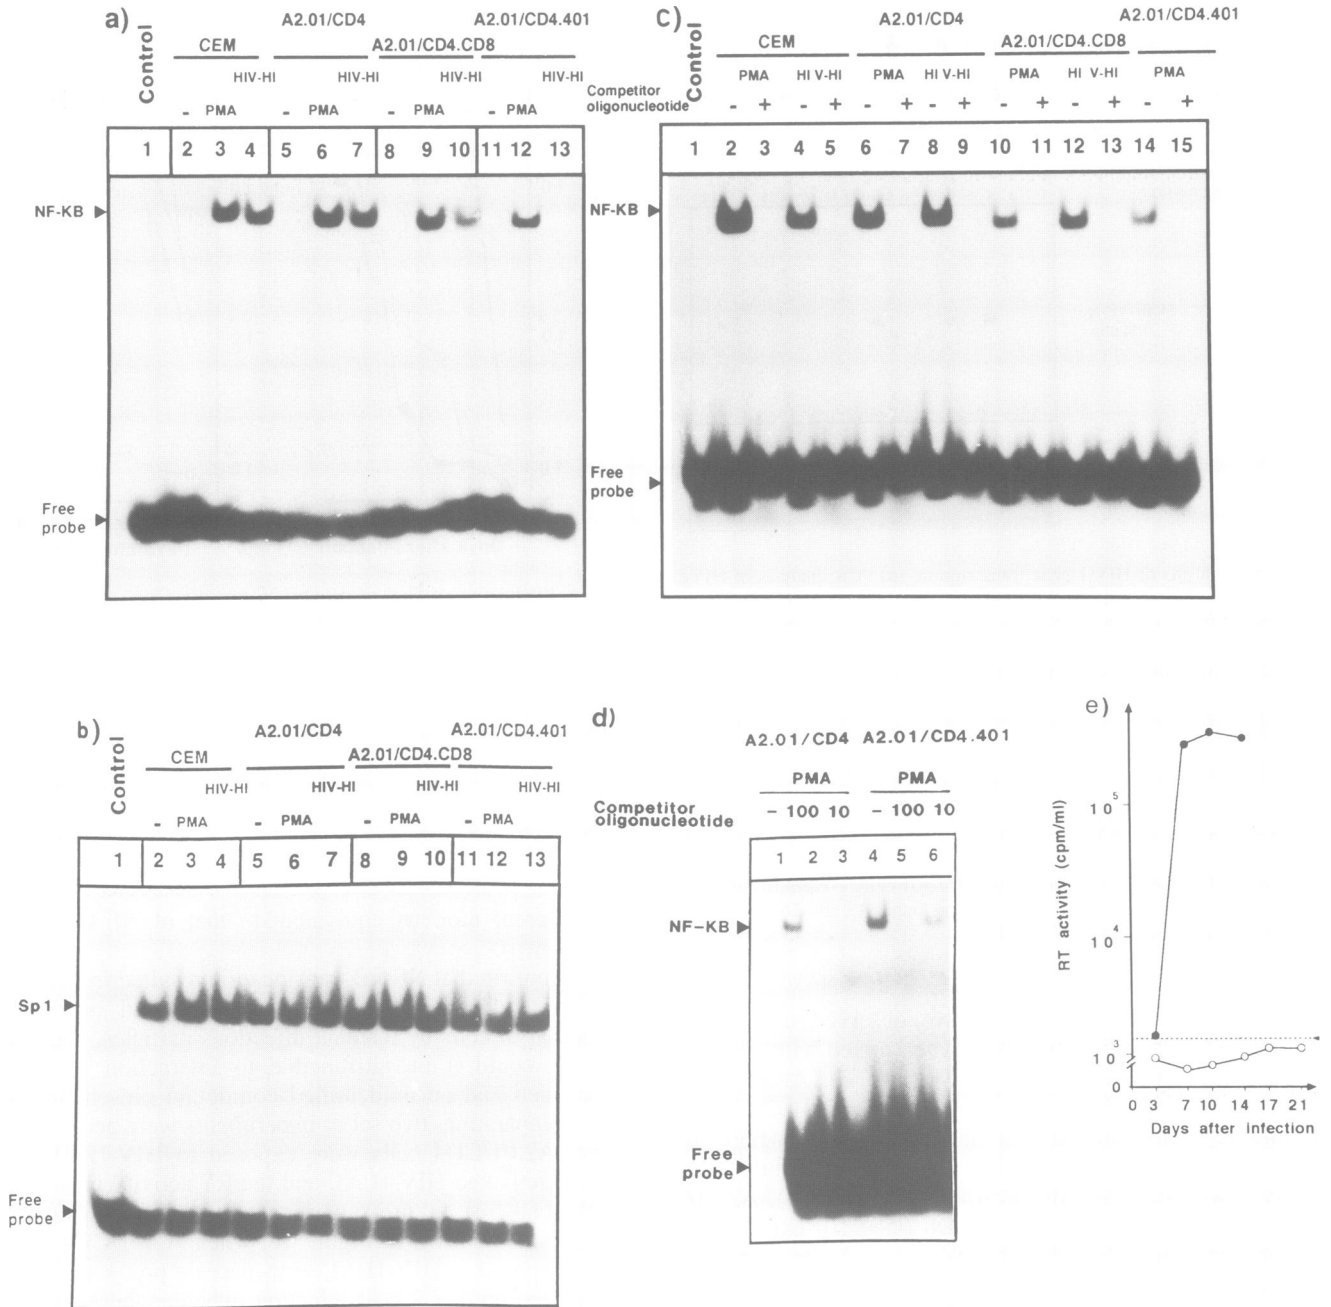 a)
Control
A2.01/CD4 A2.01/CD4.401
CEM A2.01/CD4.CD8
HIV-HI HIV-HI HIV-HI HIV-HI
- PMA - PMA - PMA - PMA
1 2 3 4 5 6 7 8 9 10 11 12 13
NF-KB
Free
probe
c)
Control
A2.01/CD4 A2.01/CD4.401
CEM A2.01/CD4.CD8
PMA HI V-HI PMA HI V-HI PMA HI V-HI PMA
Competitor
oligonucleotide - + - + - + - + - + - + - +
1 2 3 4 5 6 7 8 9 10 11 12 13 14 15
NF-KB
Free
probe
b)
Control
A2.01/CD4 A2.01/CD4.401
CEM A2.01/CD4.CD8
HIV-HI HIV-HI HIV-HI HIV-HI
- PMA - PMA - PMA - PMA
1 2 3 4 5 6 7 8 9 10 11 12 13
Sp1
Free
probe
d)
A2.01/CD4 A2.01/CD4.401
PMA PMA
Competitor
oligonucleotide - 100 10 - 100 10
1 2 3 4 5 6
NF-KB
Free
probe
e)
RT activity (cpm/ml)
10 5
10 4
10 3
0
0 3 7 10 14 17 21
Days after infection